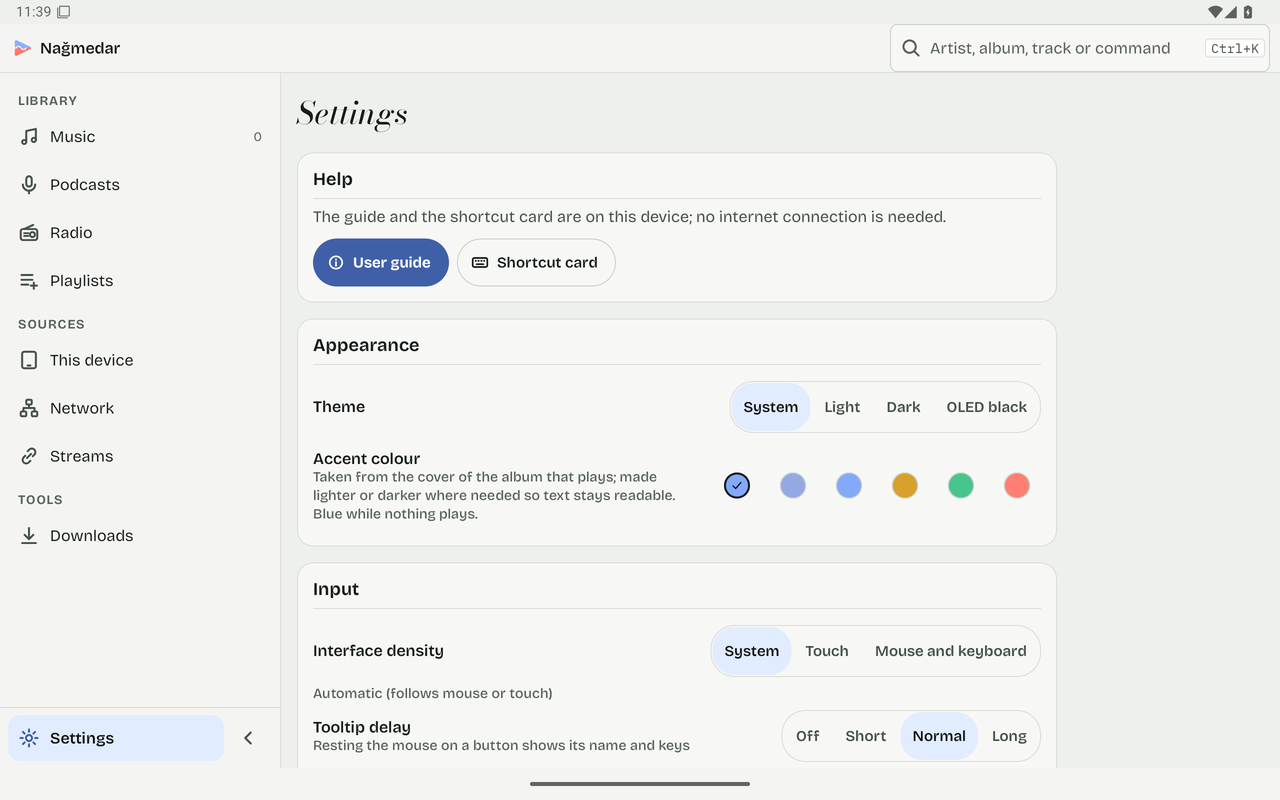 11:39
Nağmedar
Artist, album, track or command
Ctrl+K
LIBRARY
Music
0
Podcasts
Radio
Playlists
SOURCES
This device
Network
Streams
TOOLS
Downloads
Settings
Settings
Help
The guide and the shortcut card are on this device; no internet connection is needed.
User guide
Shortcut card
Appearance
Theme
System
Light
Dark
OLED black
Accent colour
Taken from the cover of the album that plays; made
lighter or darker where needed so text stays readable.
Blue while nothing plays.
Input
Interface density
System
Touch
Mouse and keyboard
Automatic (follows mouse or touch)
Tooltip delay
Resting the mouse on a button shows its name and keys
Off
Short
Normal
Long